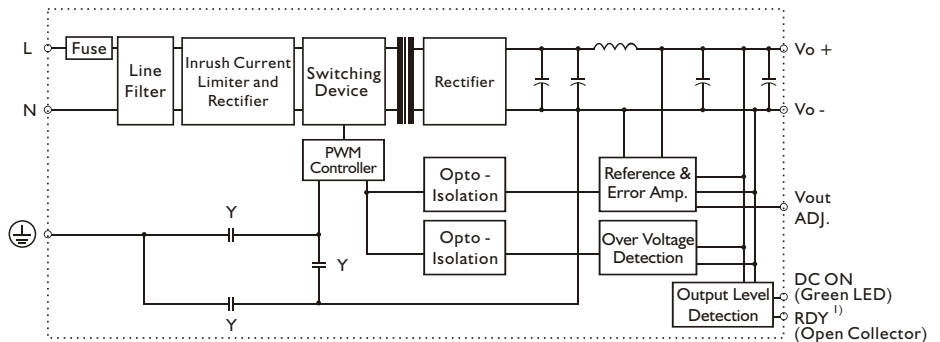 L
Fuse
Line
Filter
Inrush Current
Limiter and
Rectifier
Switching
Device
Rectifier
Vo +
N
Vo -
PWM
Controller
Opto -
Isolation
Reference &
Error Amp.
Vout
ADJ.
Y
Opto -
Isolation
Over Voltage
Detection
Y
Y
Output Level
Detection
DC ON
(Green LED)
RDY 1)
(Open Collector)